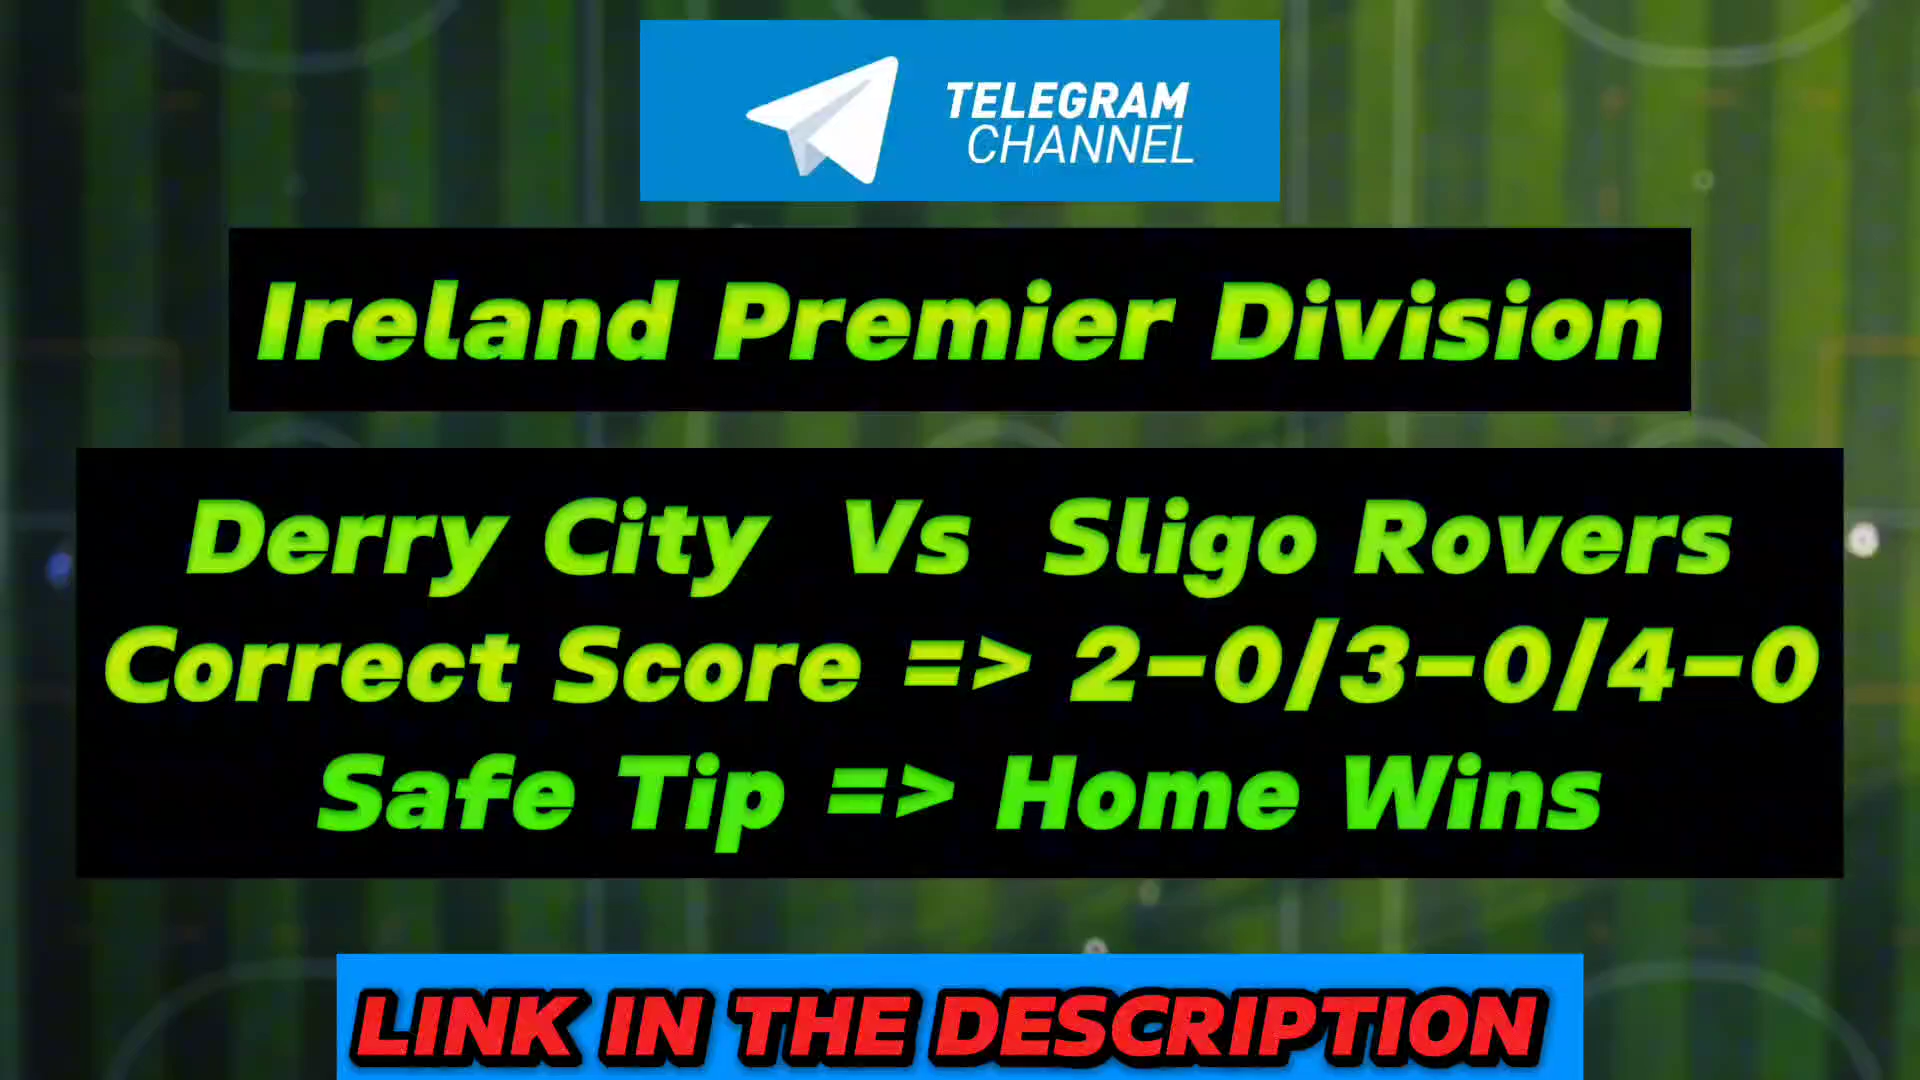 TELEGRAM
CHANNEL
Ireland Premier Division
Derry City Vs Sligo Rovers
Correct Score => 2-0/3-0/4-0
Safe Tip => Home Wins
LINK IN THE DESCRIPTION